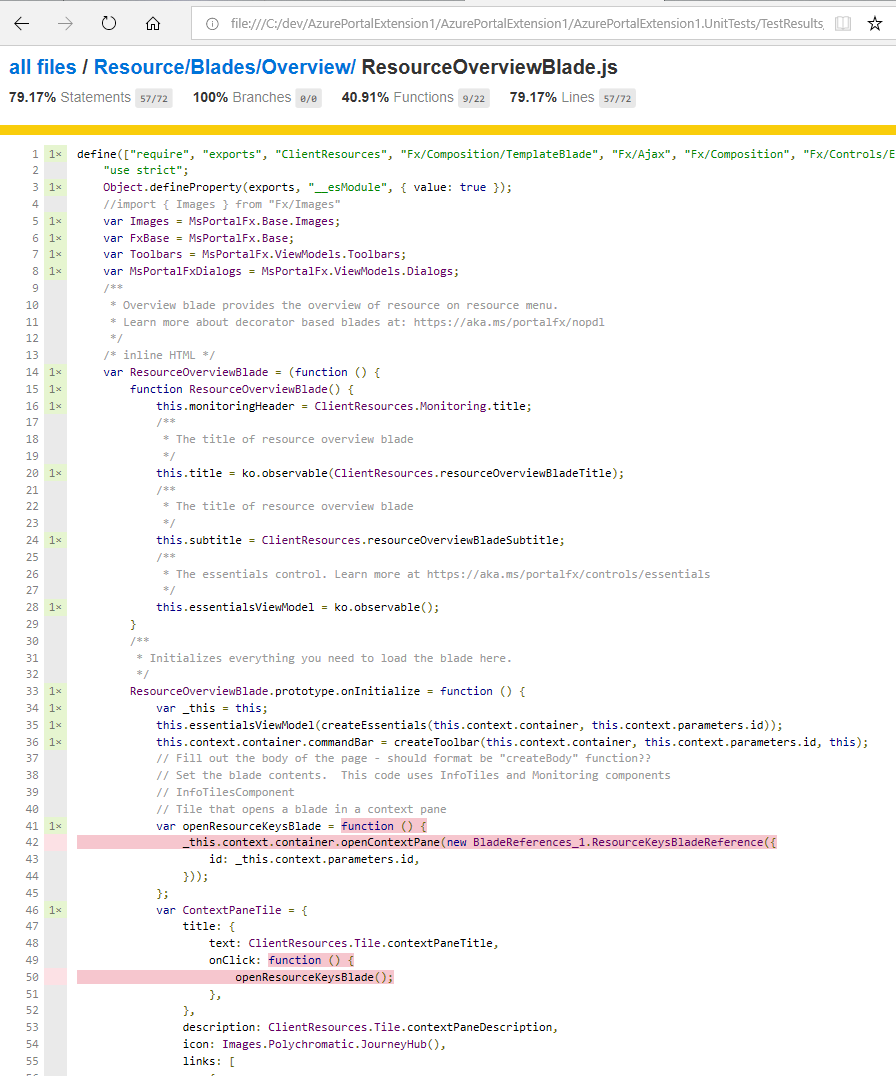 file:///C:/dev/AzurePortalExtension1/AzurePortalExtension1/AzurePortalExtension1.UnitTests/TestResults/
all files / Resource/Blades/Overview/ ResourceOverviewBlade.js
79.17% Statements 57/72 100% Branches 0/0 40.91% Functions 9/22 79.17% Lines 57/72
1 1× define(["require", "exports", "ClientResources", "Fx/Composition/TemplateBlade", "Fx/Ajax", "Fx/Composition", "Fx/Controls/E
2 "use strict";
3 1× Object.defineProperty(exports, "__esModule", { value: true });
4 //import { Images } from "Fx/Images"
5 1× var Images = MsPortalFx.Base.Images;
6 1× var FxBase = MsPortalFx.Base;
7 1× var Toolbars = MsPortalFx.ViewModels.Toolbars;
8 1× var MsPortalFxDialogs = MsPortalFx.ViewModels.Dialogs;
9 /**
10 * Overview blade provides the overview of resource on resource menu.
11 * Learn more about decorator based blades at: https://aka.ms/portalfx/nopdl
12 */
13 /* inline HTML */
14 1× var ResourceOverviewBlade = (function () {
15 1× function ResourceOverviewBlade() {
16 1× this.monitoringHeader = ClientResources.Monitoring.title;
17 /**
18 * The title of resource overview blade
19 */
20 1× this.title = ko.observable(ClientResources.resourceOverviewBladeTitle);
21 /**
22 * The title of resource overview blade
23 */
24 1× this.subtitle = ClientResources.resourceOverviewBladeSubtitle;
25 /**
26 * The essentials control. Learn more at https://aka.ms/portalfx/controls/essentials
27 */
28 1× this.essentialsViewModel = ko.observable();
29 }
30 /**
31 * Initializes everything you need to load the blade here.
32 */
33 1× ResourceOverviewBlade.prototype.onInitialize = function () {
34 1× var _this = this;
35 1× this.essentialsViewModel(createEssentials(this.context.container, this.context.parameters.id));
36 1× this.context.container.commandBar = createToolbar(this.context.container, this.context.parameters.id, this);
37 // Fill out the body of the page - should format be "createBody" function??
38 // Set the blade contents.  This code uses InfoTiles and Monitoring components
39 // InfoTilesComponent
40 // Tile that opens a blade in a context pane
41 1× var openResourceKeysBlade = function () {
42 _this.context.container.openContextPane(new BladeReferences_1.ResourceKeysBladeReference({
43 id: _this.context.parameters.id,
44 }));
45 };
46 1× var ContextPaneTile = {
47 title: {
48 text: ClientResources.Tile.contextPaneTitle,
49 onClick: function () {
50 openResourceKeysBlade();
51 },
52 },
53 description: ClientResources.Tile.contextPaneDescription,
54 icon: Images.Polychromatic.JourneyHub(),
55 links: [